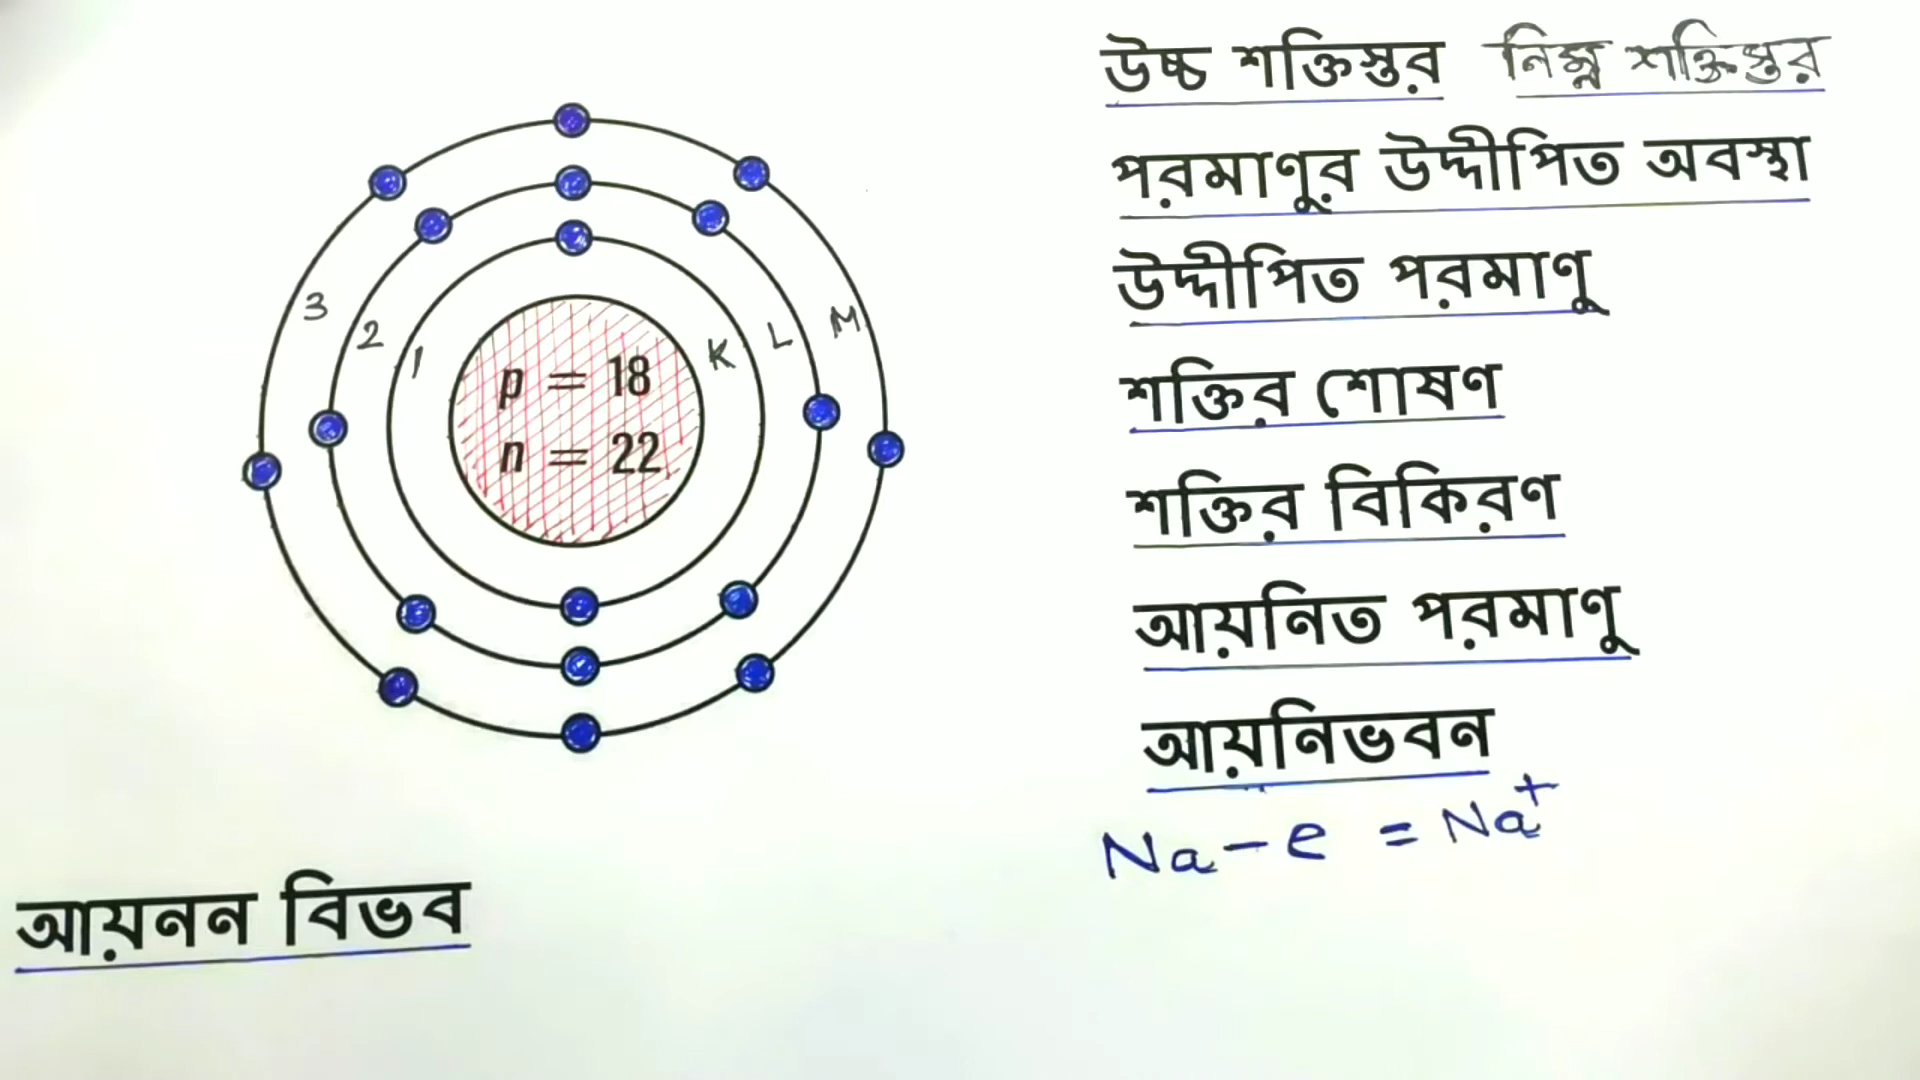 উচ্চ শক্তিস্তর নিম্ন শক্তিস্তর
পরমাণুর উদ্দীপিত অবস্থা
উদ্দীপিত পরমাণু
শক্তির শোষণ
শক্তির বিকিরণ
আয়নিত পরমাণু
আয়নিভবন
Na - e = Na⁺
3 2 1 K L M
p = 18
n = 22
আয়নন বিভব